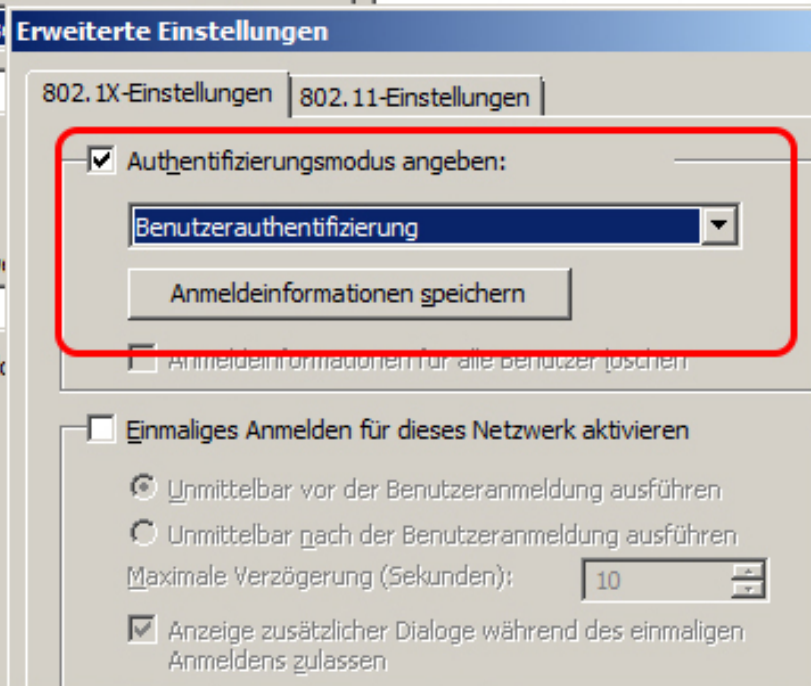 Erweiterte Einstellungen
802.1X-Einstellungen 802.11-Einstellungen
Authentifizierungsmodus angeben:
Benutzerauthentifizierung
Anmeldeinformationen speichern
Anmeldeinformationen für alle Benutzer löschen
Einmaliges Anmelden für dieses Netzwerk aktivieren
Unmittelbar vor der Benutzeranmeldung ausführen
Unmittelbar nach der Benutzeranmeldung ausführen
Maximale Verzögerung (Sekunden): 10
Anzeige zusätzlicher Dialoge während des einmaligen
Anmeldens zulassen